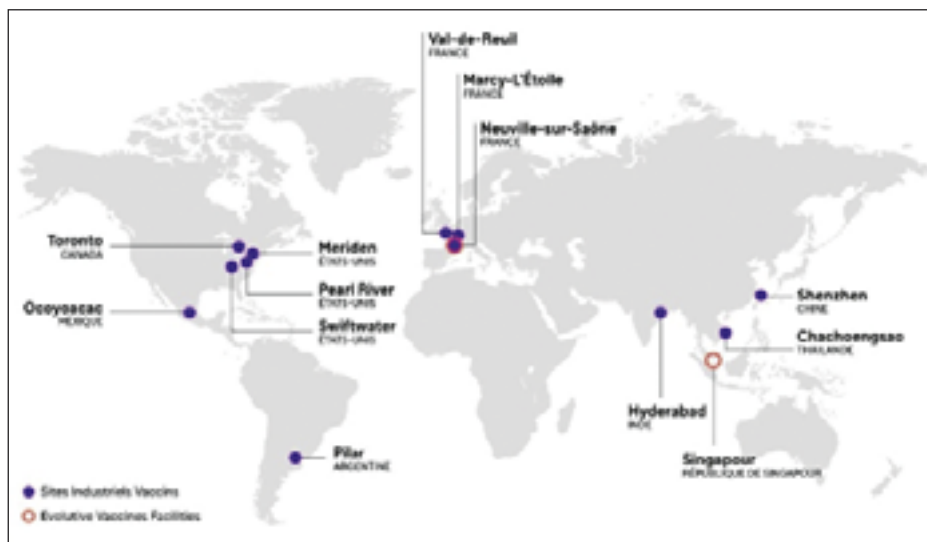 Val-de-Reuil
FRANCE
Marcy-L'Étoile
FRANCE
Neuville-sur-Saône
FRANCE
Toronto
CANADA
Meriden
ÉTATS-UNIS
Pearl River
ÉTATS-UNIS
Ocoyoacac
MEXIQUE
Swiftwater
ÉTATS-UNIS
Shenzhen
CHINE
Chachoengsao
THAÏLANDE
Hyderabad
INDE
Singapour
RÉPUBLIQUE DE SINGAPOUR
Pilar
ARGENTINE
Sites Industriels Vaccins
Evolutive Vaccines Facilities